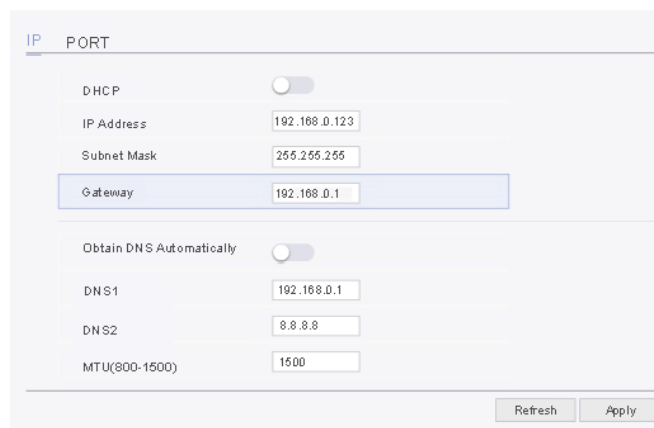 IP PORT
DHCP
IP Address 192.168.0.123
Subnet Mask 255.255.255
Gateway 192.168.0.1
Obtain DNS Automatically
DNS1 192.168.0.1
DNS2 8.8.8.8
MTU(800-1500) 1500
Refresh Apply